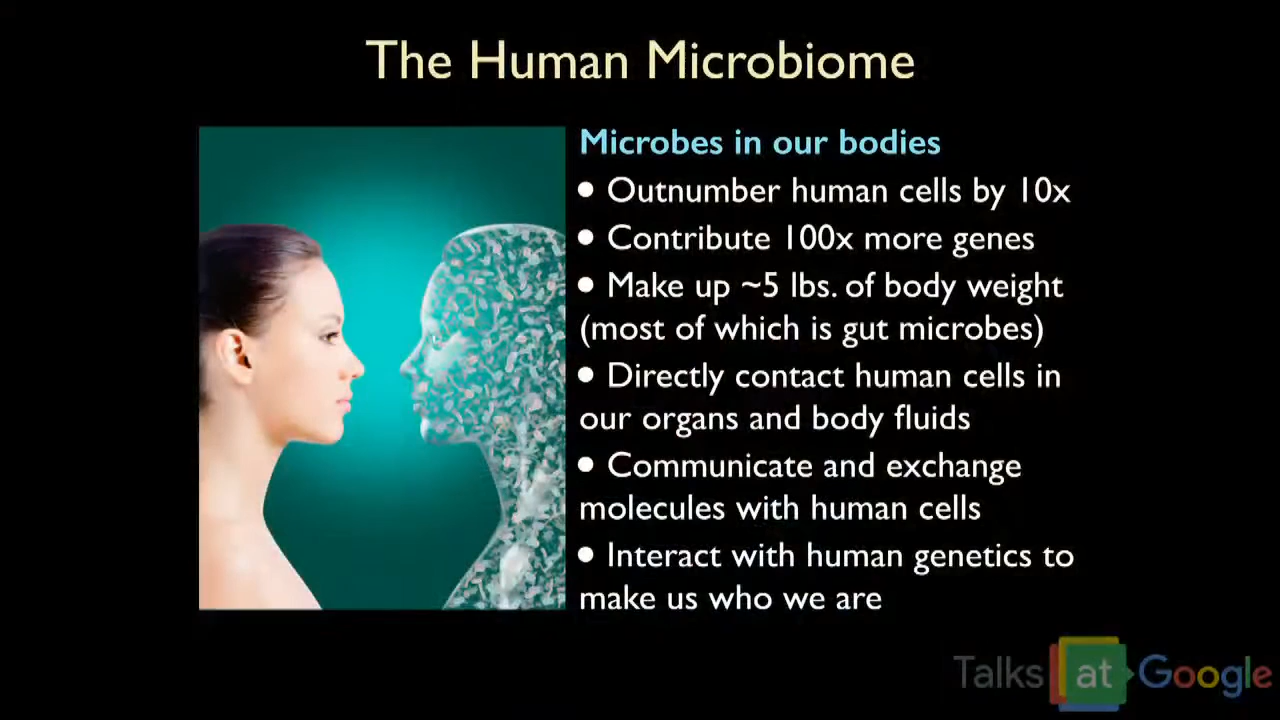 The Human Microbiome
Microbes in our bodies
• Outnumber human cells by 10x
• Contribute 100x more genes
• Make up ~5 lbs. of body weight
(most of which is gut microbes)
• Directly contact human cells in
our organs and body fluids
• Communicate and exchange
molecules with human cells
• Interact with human genetics to
make us who we are
Talks at Google